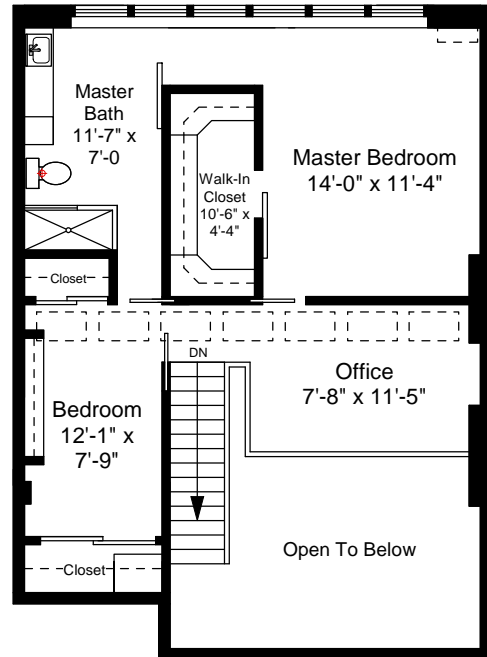 Master
Bath
11'-7" x
7'-0
Walk-In
Closet
10'-6" x
4'-4"
Master Bedroom
14'-0" x 11'-4"
Closet
DN
Office
7'-8" x 11'-5"
Bedroom
12'-1" x
7'-9"
Open To Below
Closet